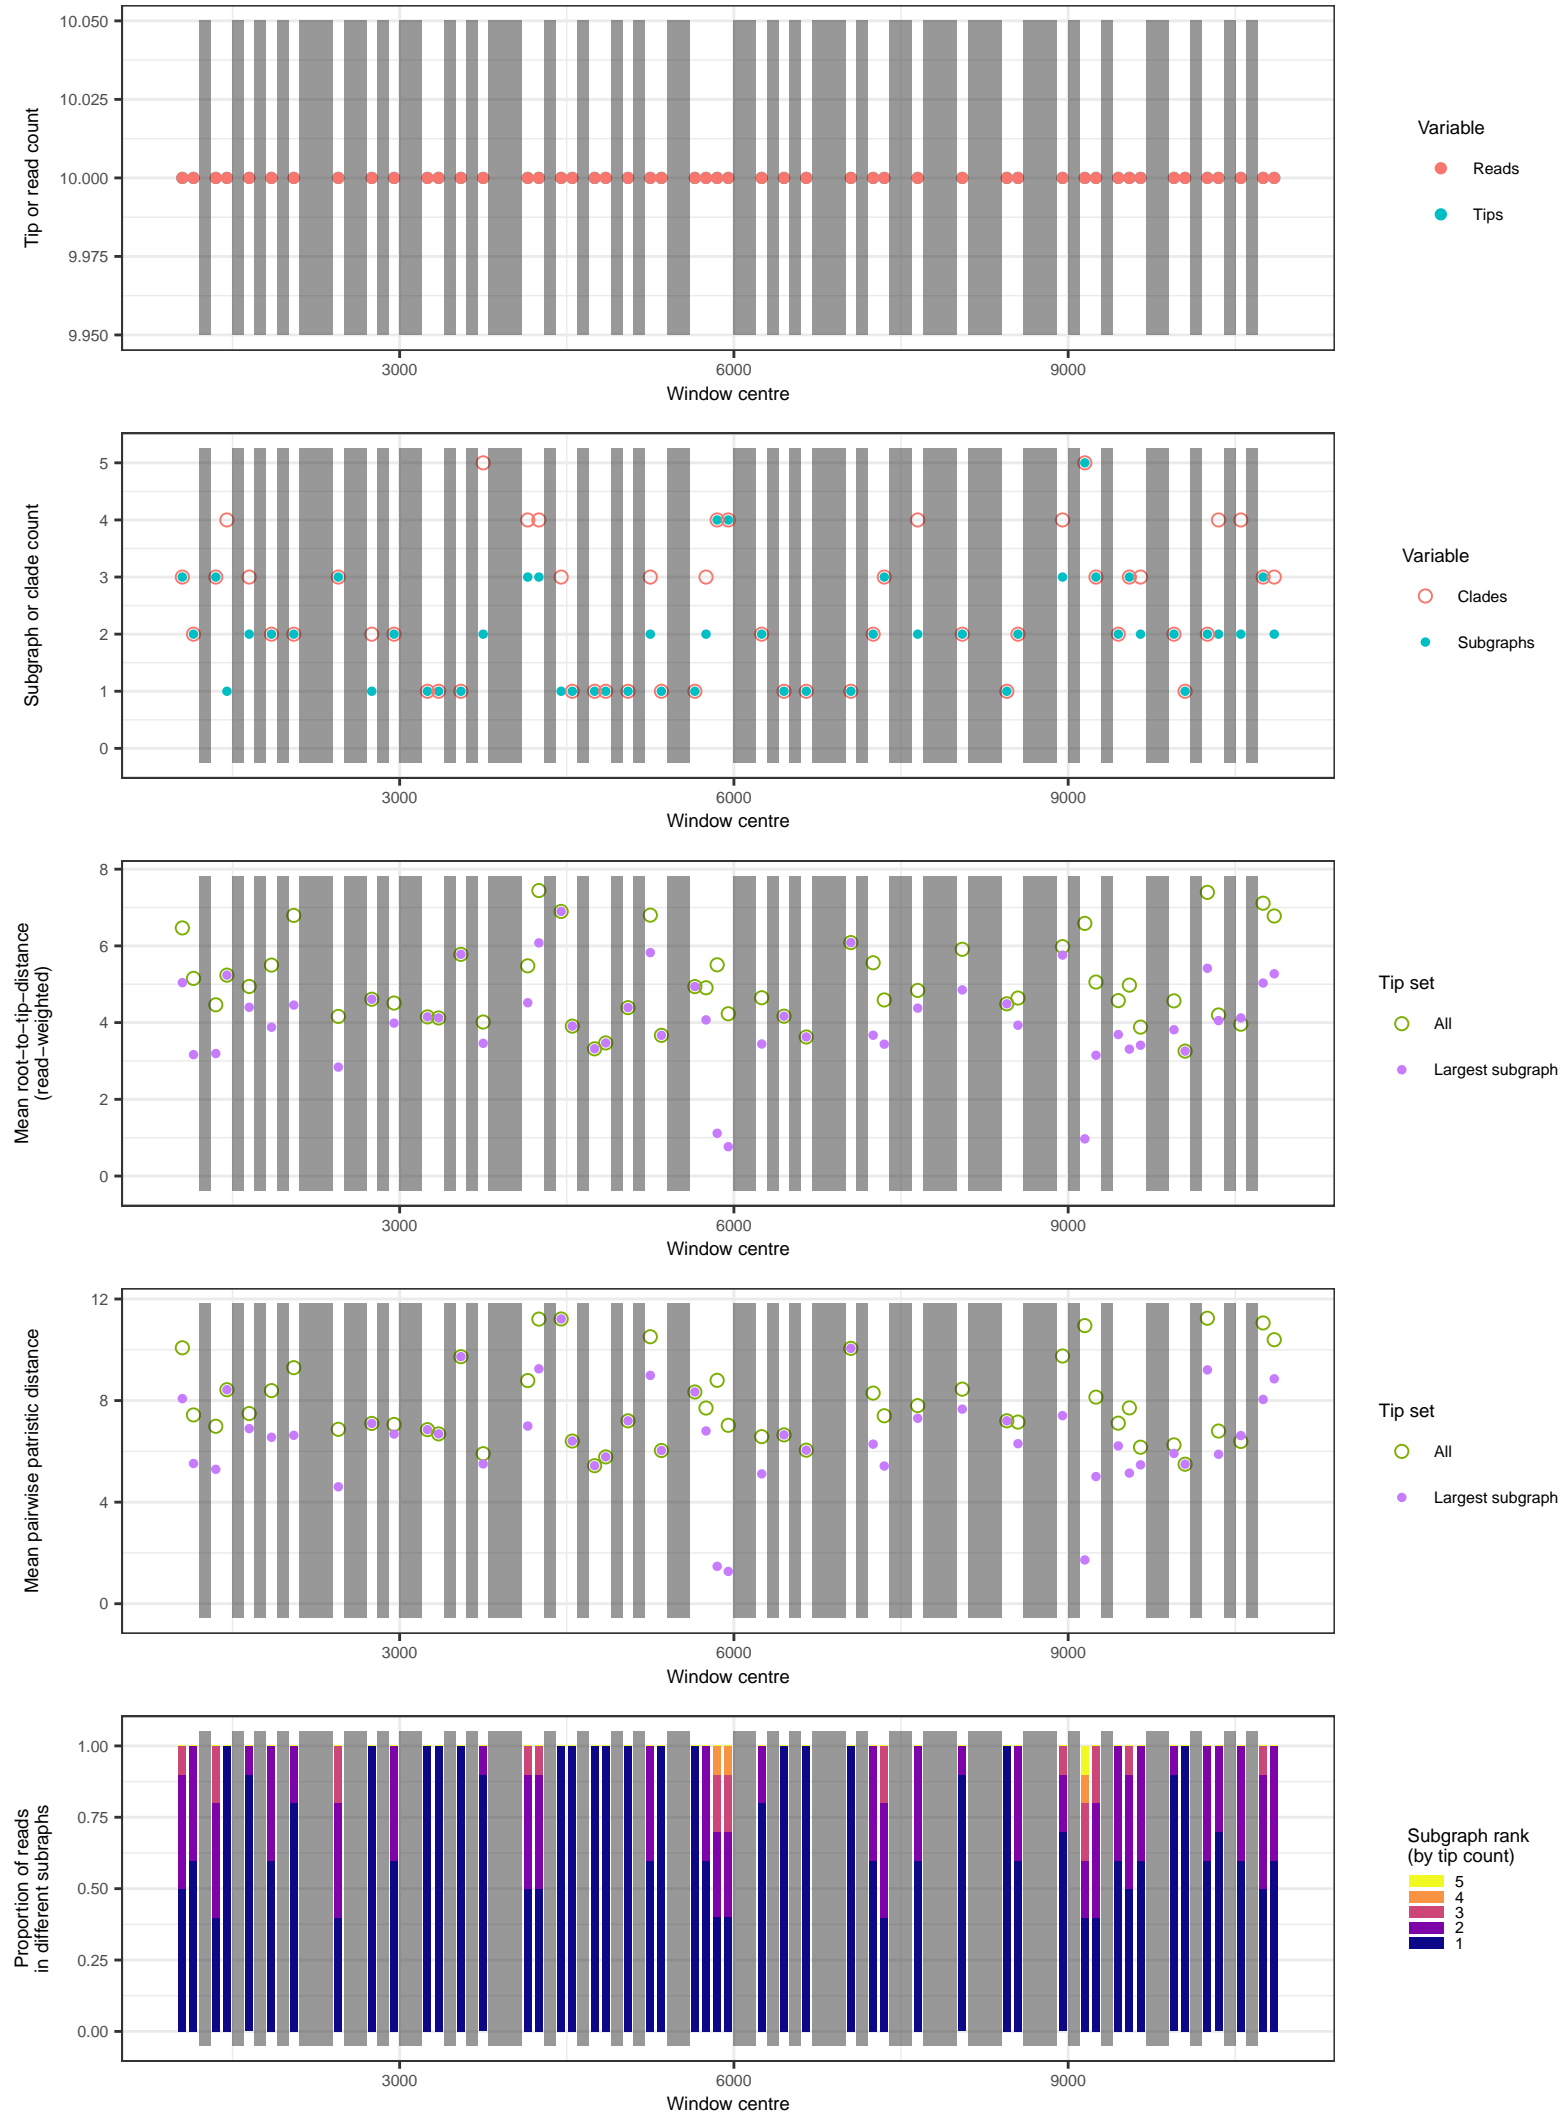 10.050
10.025
10.000
9.975
9.950
Tip or read count
3000
6000
9000
Window centre
Variable
Reads
Tips
5
4
3
2
1
0
Subgraph or clade count
3000
6000
9000
Window centre
Variable
Clades
Subgraphs
8
6
4
2
0
Mean root−to−tip−distance
(read−weighted)
3000
6000
9000
Window centre
Tip set
All
Largest subgraph
12
8
4
0
Mean pairwise patristic distance
3000
6000
9000
Window centre
Tip set
All
Largest subgraph
1.00
0.75
0.50
0.25
0.00
Proportion of reads
in different subraphs
3000
6000
9000
Window centre
Subgraph rank
(by tip count)
5
4
3
2
1